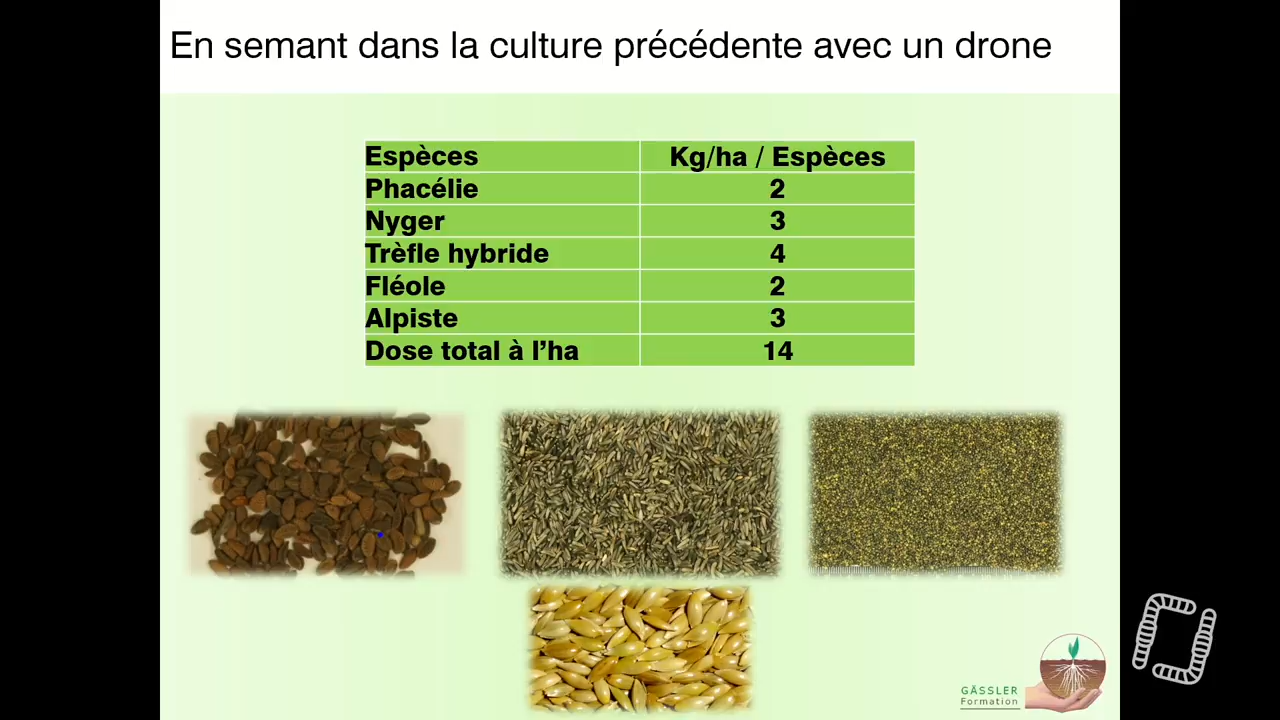 En semant dans la culture précédente avec un drone
Espèces Kg/ha / Espèces
Phacélie 2
Nyger 3
Trèfle hybride 4
Fléole 2
Alpiste 3
Dose total à l’ha 14
GÄSSLER
Formation